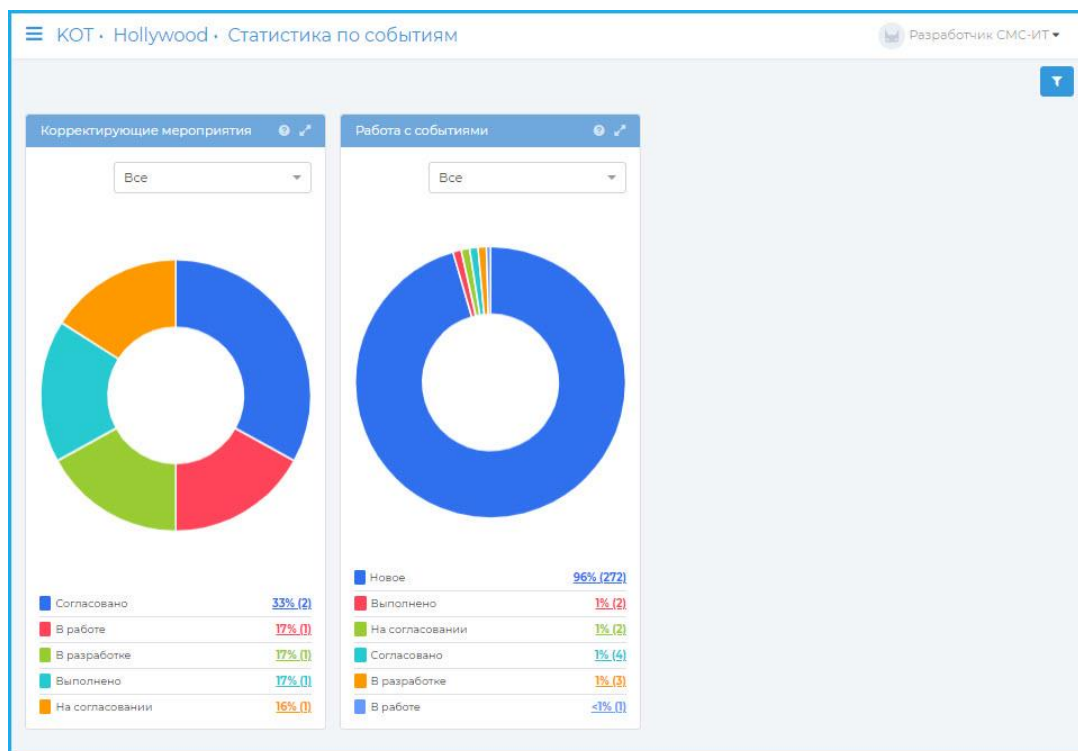 KOT · Hollywood · Статистика по событиям
Разработчик СМС-ИТ
Корректирующие мероприятия
Все
Согласовано 33% (2)
В работе 17% (1)
В разработке 17% (1)
Выполнено 17% (1)
На согласовании 16% (1)
Работа с событиями
Все
Новое 96% (272)
Выполнено 1% (2)
На согласовании 1% (2)
Согласовано 1% (4)
В разработке 1% (3)
В работе <1% (1)